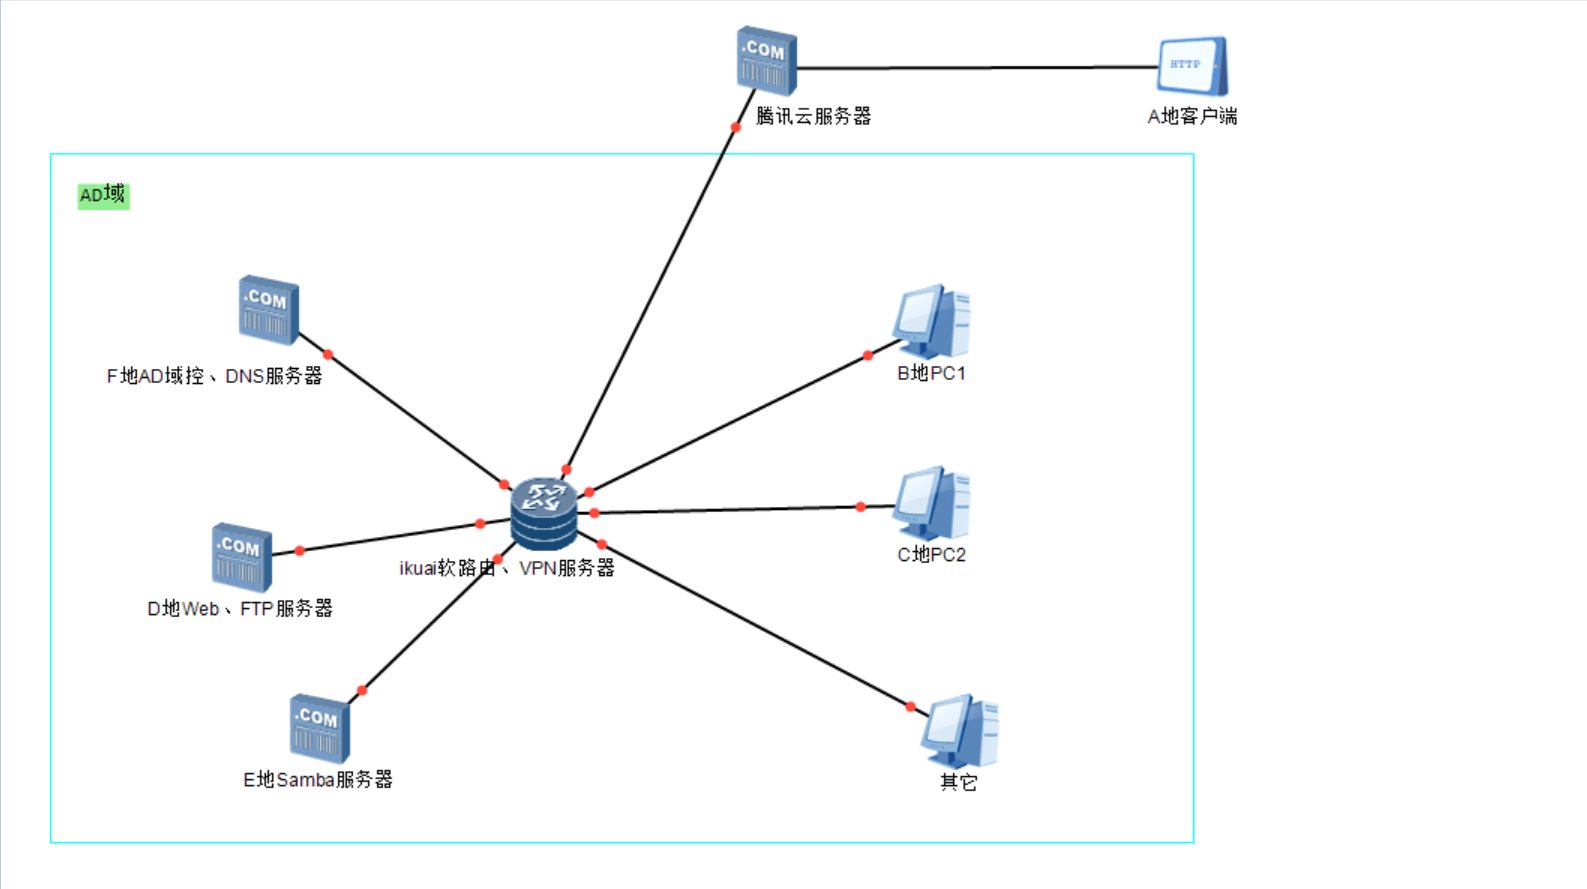 .COM
HTTP
腾讯云服务器
A地客户端
AD域
.COM
F地AD域控、DNS服务器
B地PC1
.COM
ikuai软路由、VPN服务器
C地PC2
D地Web、FTP服务器
.COM
E地Samba服务器
其它